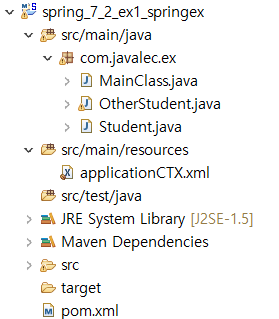 spring_7_2_ex1_springex
src/main/java
com.javalec.ex
MainClass.java
OtherStudent.java
Student.java
src/main/resources
applicationCTX.xml
src/test/java
JRE System Library [J2SE-1.5]
Maven Dependencies
src
target
pom.xml